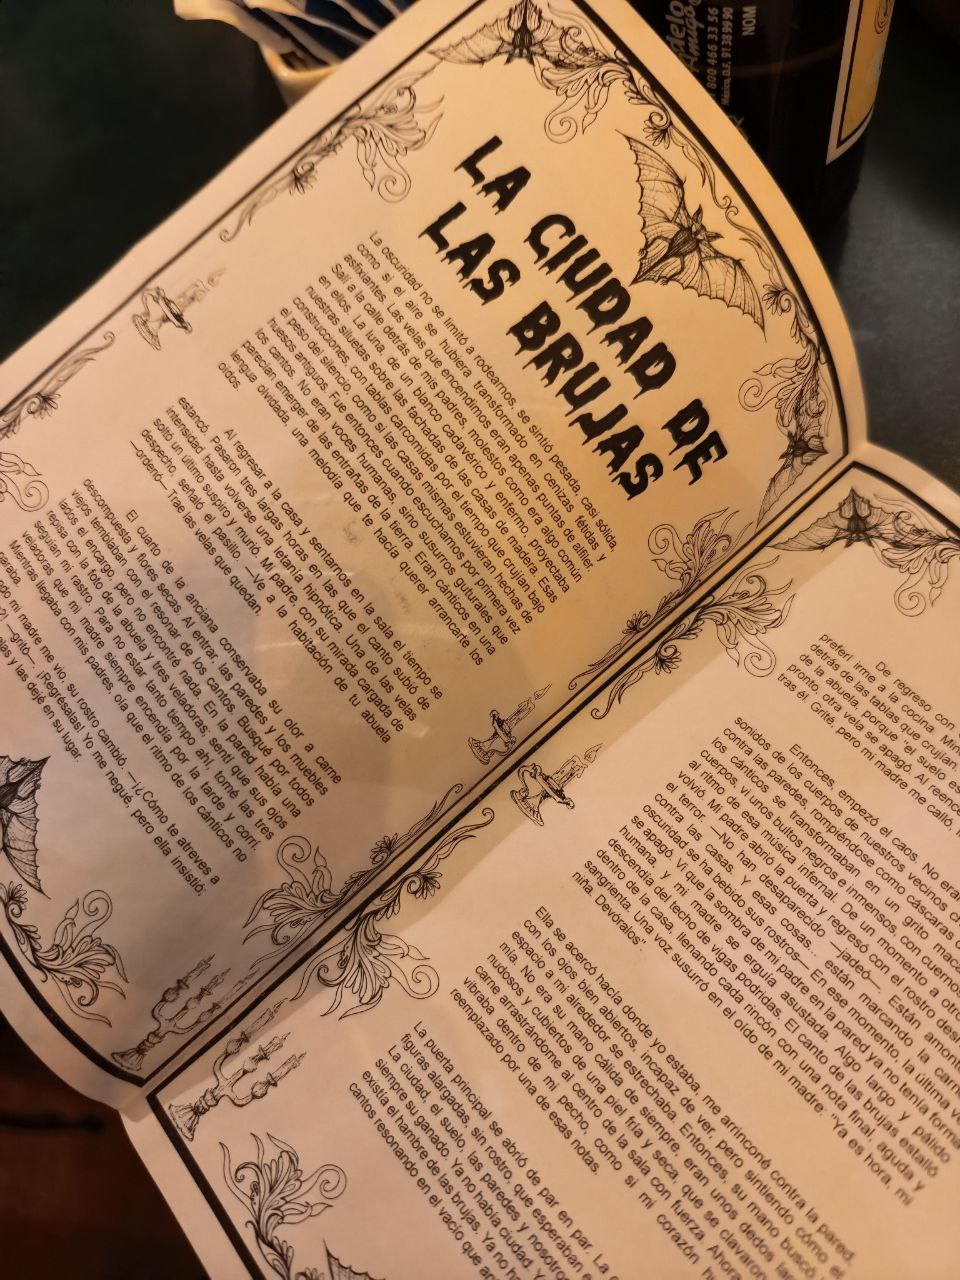 LA CIUDAD DE
LAS BRUJAS
La oscuridad no se limitó a rodearnos, se sintió pesada, casi sólida,
como si el aire se hubiera transformado en cenizas fétidas y
asfixiantes. Las velas que encendimos eran apenas puntas de alfiler.
Salí a la calle detrás de mis padres, molestos como era algo común
en ellos. La luna, de un blanco cadavérico y enfermo, proyectaba
nuestras siluetas sobre las fachadas de las casas de madera. Esas
construcciones, con tablas carcomidas por el tiempo que crujían bajo
el peso del silencio, como si las casas mismas estuvieren hechas de
huesos antiguos. Fue entonces cuando escuchamos por primera vez
los cantos. No eran voces humanas, sino susurros guturales que
parecían emerger de las entrañas de la tierra. Eran cánticos en una
lengua olvidada, una melodía que te hacía querer arrancarte los
oídos.
Al regresar a la casa y sentarnos en la sala el tiempo se
estancó. Pasaron tres largas horas en las que el canto subió de
intensidad hasta volverse una letanía hipnótica. Una de las velas
soltó un último suspiro y murió. Mi padre, con su mirada cargada de
despecho, señaló el pasillo. —Ve a la habitación de tu abuela
—ordenó—. Trae las velas que quedan.
El cuarto de la anciana conservaba su olor a carne
descompuesta y flores secas. Al entrar las paredes y los muebles
viejos temblaban con el resonar de los cantos. Busqué por todos
lados el encargo, pero no encontré nada. En la pared había una
repisa con la foto de la abuela y tres veladoras; sentí que sus ojos
seguían mi rastro. Para no estar tanto tiempo ahí, tomé las tres
veladoras que mi madre siempre encendía por la tarde y corrí.
Mientras llegaba con mis padres, oía que el ritmo de los cánticos no
paraba.
mi madre me vio, su rostro cambió. —¡¿Cómo te atreves a
—gritó—. ¡Regrésalas! Yo me negué, pero ella insistió;
y las dejé en su lugar.
De regreso con
preferí irme a la cocina.
detrás de las tablas que crujían
de la abuela, porque "el suelo
pronto, otra vela se apagó. Al
tras él. Grité, pero mi madre me calló,
Entonces, empezó el caos. No eran
sonidos de los cuerpos de nuestros vecinos
contra las paredes, rompiéndose como cáscaras
cuerpos, se transformaban en un grito
cuerpos, vi unos bultos negros e inmensos, con cuernos
al ritmo de esa música infernal. De un momento a
volvió. Mi padre abrió la puerta y regresó con el rostro
el terror. —No han desaparecido —jadeó—. Están
contra las casas. Y esas cosas... están marcando la
oscuridad se ha bebido sus rostros— En ese momento, la última
se apagó. Vi que la sombra de mi padre en la pared ya no tenía forma
humana, y mi madre se erguía asustada. Algo largo y pálido
descendía del techo de vigas podridas. El canto de las brujas estalló
dentro de la casa, llenando cada rincón con una nota final, aguda y
sangrienta. Una voz susurró en el oído de mi madre: "Ya es hora, mi
niña. Devóralos".
Ella se acercó hacia donde yo estaba, me arrinconé contra la pared
con los ojos bien abiertos, incapaz de ver, pero sintiendo cómo el
espacio a mi alrededor se estrechaba. Entonces, su mano buscó
mía. No era su mano cálida de siempre, eran unos dedos
nudosos y cubiertos de una piel fría y seca, que se clavaron
carne arrastrándome al centro de la sala con fuerza. Ahora
vibraba dentro de mi pecho, como si mi corazón
reemplazado por una de esas notas.
La puerta principal se abrió de par en par.
figuras alargadas, sin rostro, que esperaban
La ciudad, el suelo, las paredes y nosotros
siempre su ganado. Ya no había ciudad.
existía el hambre de las brujas. Ya no
cantos resonando en el vacío que
800 466 33 56
NOM